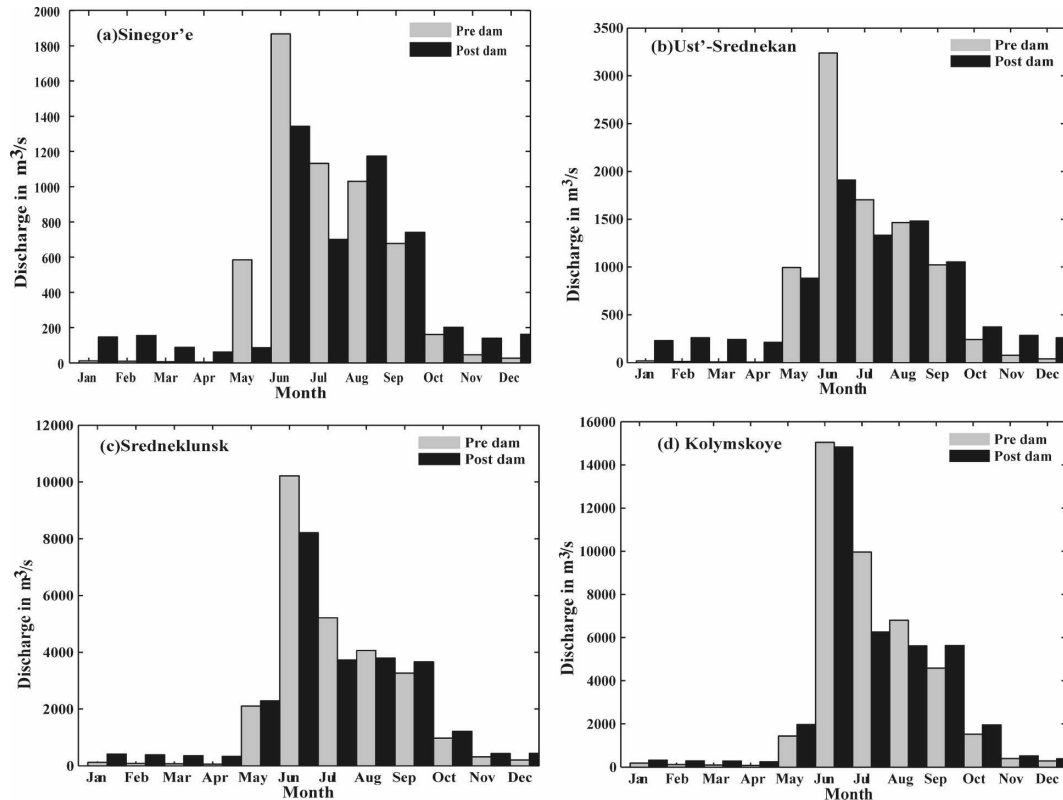 (a)Sinegor'e
Pre dam
Post dam
2000
1800
1600
1400
1200
1000
800
600
400
200
0
Discharge in m3/s
Jan Feb Mar Apr May Jun Jul Aug Sep Oct Nov Dec
Month
(b)Ust'-Srednekan
Pre dam
Post dam
3500
3000
2500
2000
1500
1000
500
0
Discharge in m3/s
Jan Feb Mar Apr May Jun Jul Aug Sep Oct Nov Dec
Month
(c)Sredneklunsk
Pre dam
Post dam
12000
10000
8000
6000
4000
2000
0
Discharge in m3/s
Jan Feb Mar Apr May Jun Jul Aug Sep Oct Nov Dec
Month
(d) Kolymskoye
Pre dam
Post dam
16000
14000
12000
10000
8000
6000
4000
2000
0
Discharge in m3/s
Jan Feb Mar Apr May Jun Jul Aug Sep Oct Nov Dec
Month